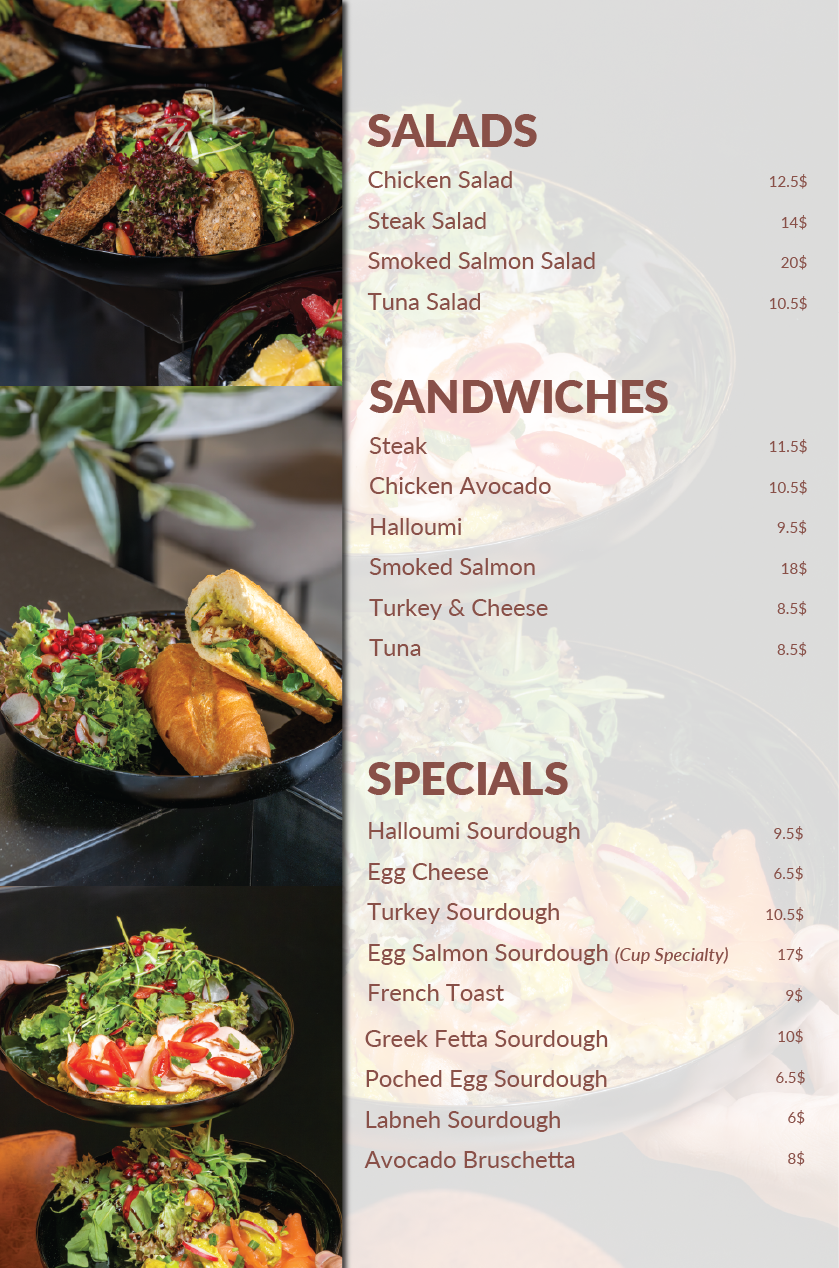 SALADS
Chicken Salad 12.5$
Steak Salad 14$
Smoked Salmon Salad 20$
Tuna Salad 10.5$
SANDWICHES
Steak 11.5$
Chicken Avocado 10.5$
Halloumi 9.5$
Smoked Salmon 18$
Turkey & Cheese 8.5$
Tuna 8.5$
SPECIALS
Halloumi Sourdough 9.5$
Egg Cheese 6.5$
Turkey Sourdough 10.5$
Egg Salmon Sourdough (Cup Specialty) 17$
French Toast 9$
Greek Fetta Sourdough 10$
Poched Egg Sourdough 6.5$
Labneh Sourdough 6$
Avocado Bruschetta 8$